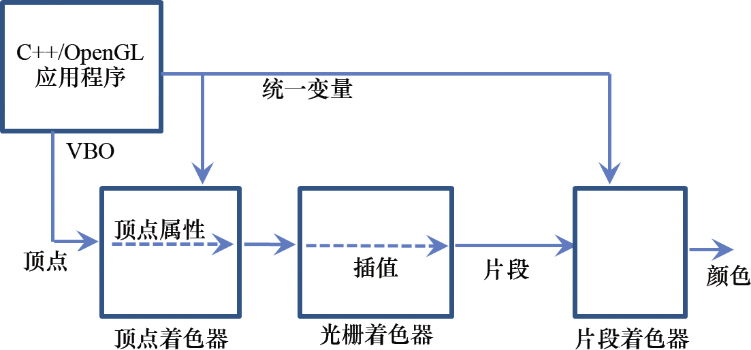 C++/OpenGL
应用程序
统一变量
VBO
顶点属性
顶点
插值
片段
颜色
顶点着色器
光栅着色器
片段着色器